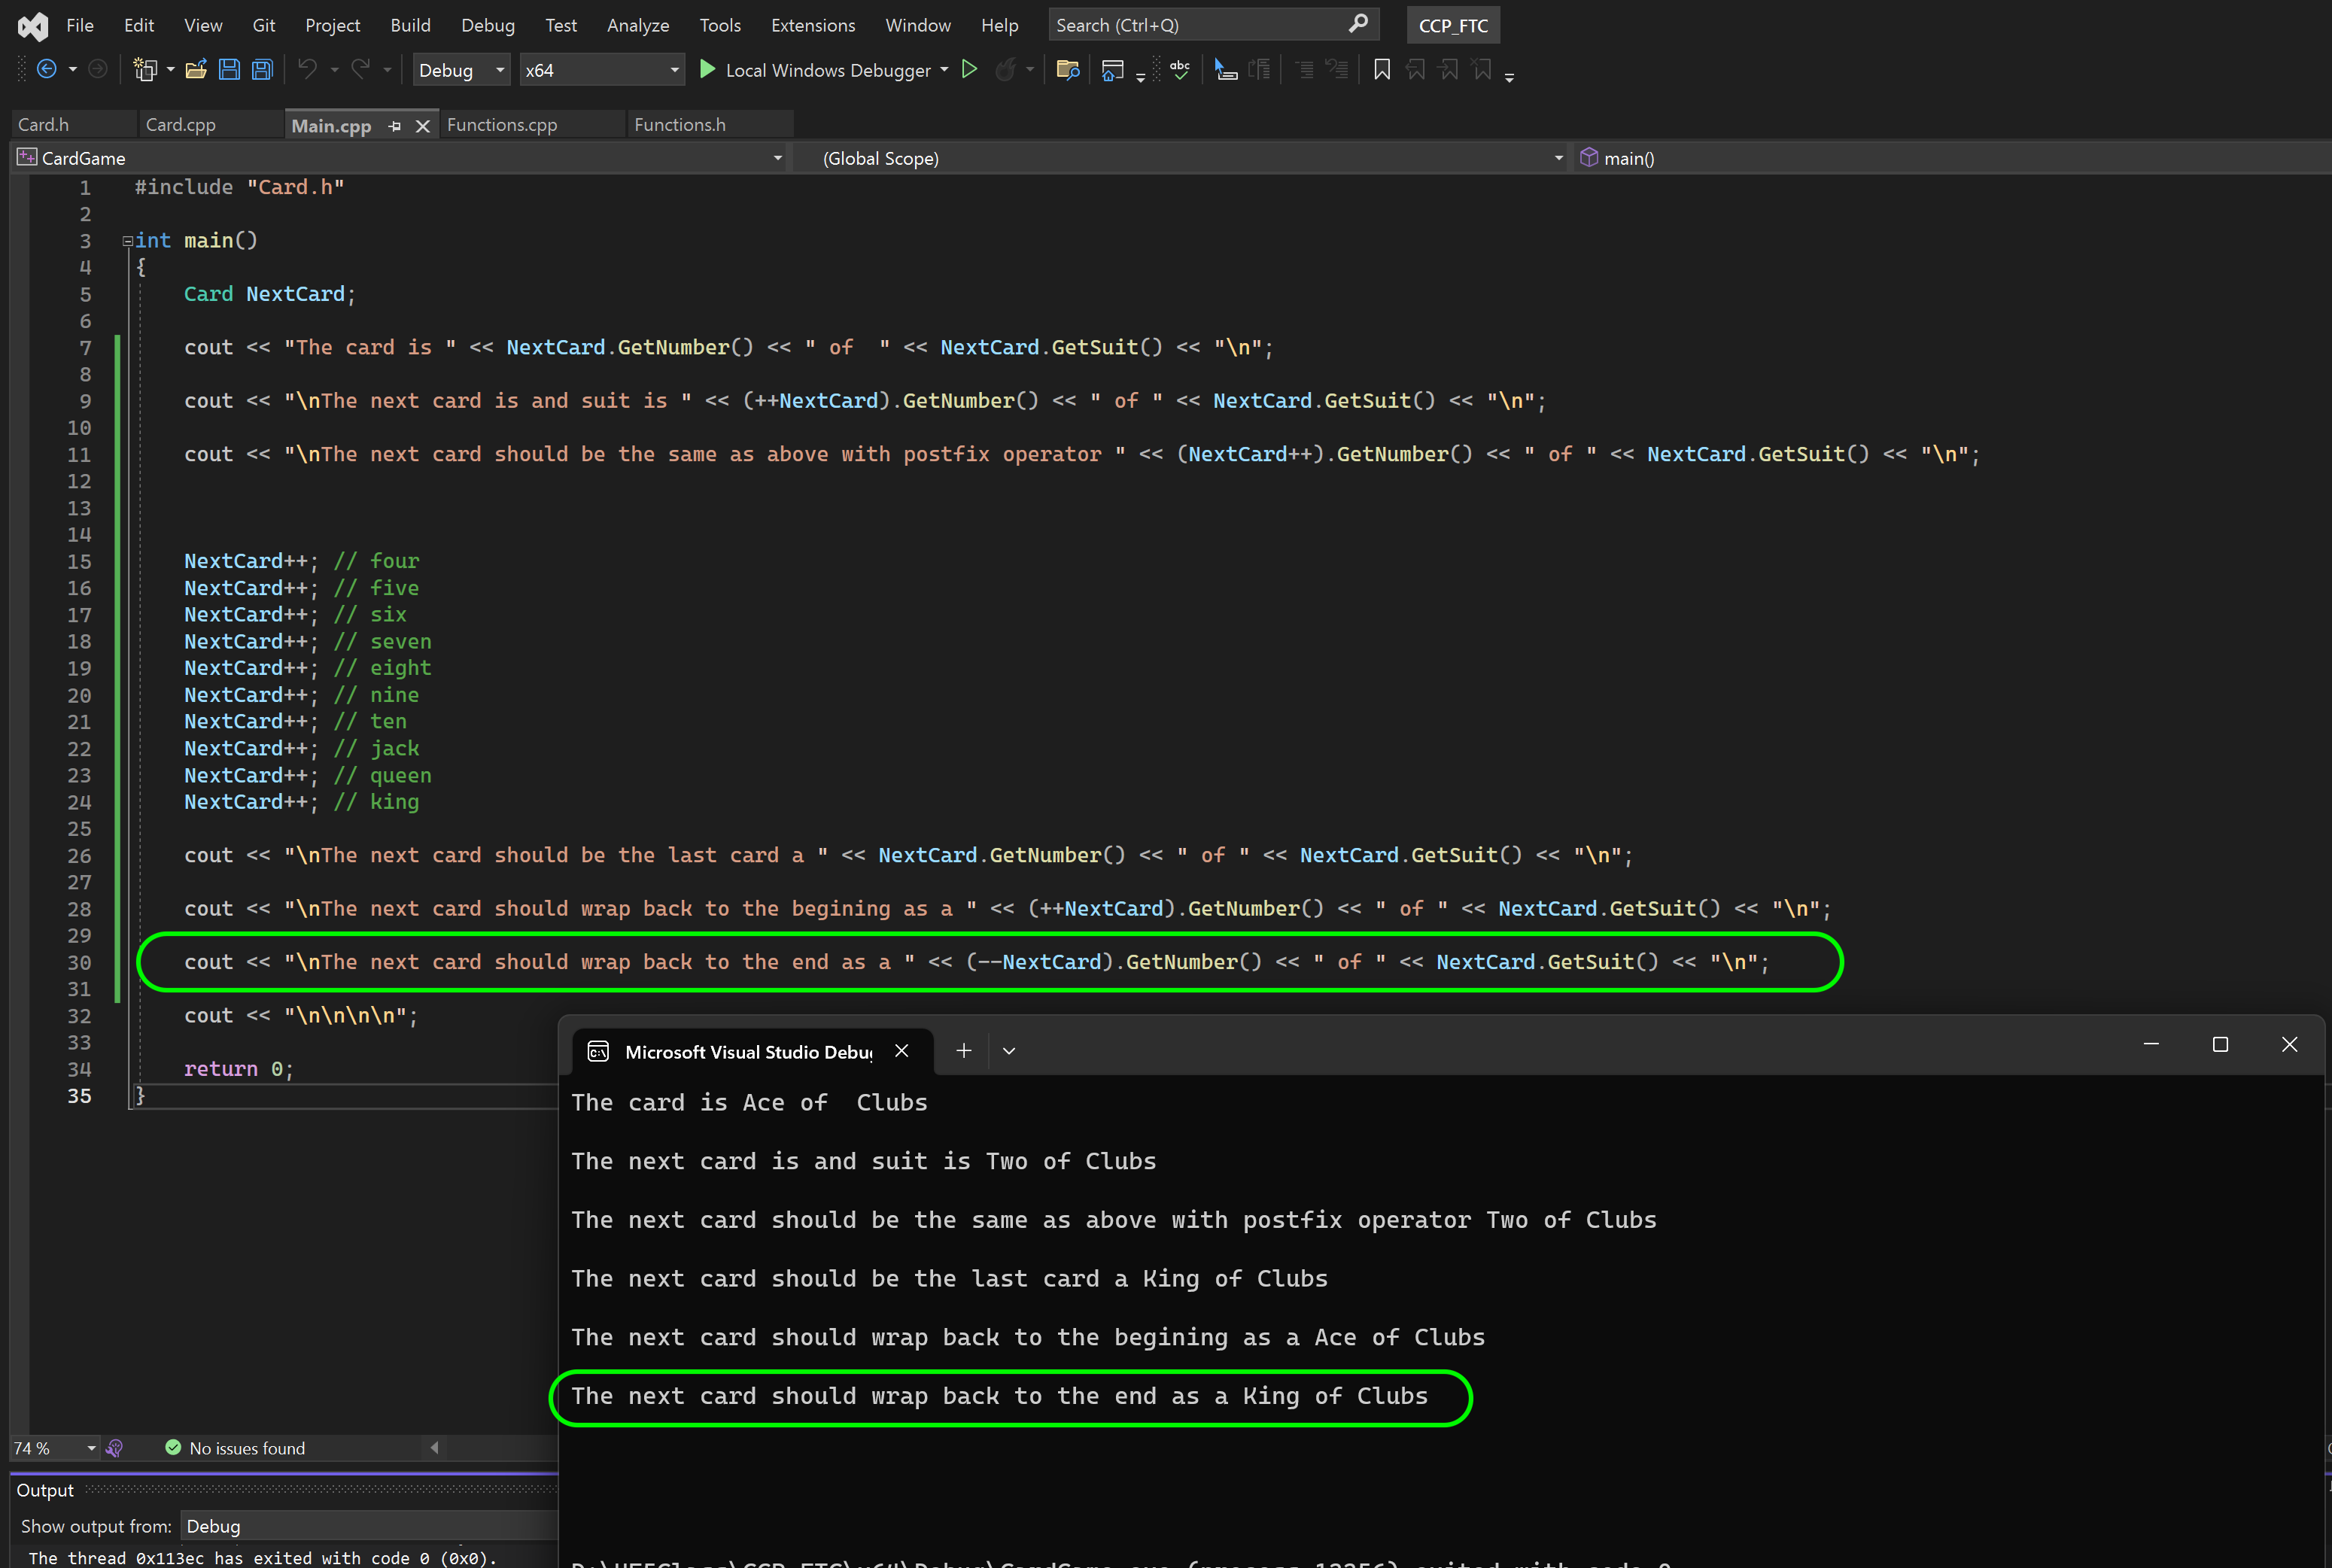 File Edit View Git Project Build Debug Test Analyze Tools Extensions Window Help Search (Ctrl+Q) CCP_FTC
Debug x64 Local Windows Debugger
Card.h Card.cpp Main.cpp Functions.cpp Functions.h
CardGame (Global Scope) main()
1 #include "Card.h"
2
3 int main()
4 {
5 Card NextCard;
6
7 cout << "The card is " << NextCard.GetNumber() << " of  " << NextCard.GetSuit() << "\n";
8
9 cout << "\nThe next card is and suit is " << (++NextCard).GetNumber() << " of " << NextCard.GetSuit() << "\n";
10
11 cout << "\nThe next card should be the same as above with postfix operator " << (NextCard++).GetNumber() << " of " << NextCard.GetSuit() << "\n";
12
13
14
15 NextCard++; // four
16 NextCard++; // five
17 NextCard++; // six
18 NextCard++; // seven
19 NextCard++; // eight
20 NextCard++; // nine
21 NextCard++; // ten
22 NextCard++; // jack
23 NextCard++; // queen
24 NextCard++; // king
25
26 cout << "\nThe next card should be the last card a " << NextCard.GetNumber() << " of " << NextCard.GetSuit() << "\n";
27
28 cout << "\nThe next card should wrap back to the begining as a " << (++NextCard).GetNumber() << " of " << NextCard.GetSuit() << "\n";
29
30 cout << "\nThe next card should wrap back to the end as a " << (--NextCard).GetNumber() << " of " << NextCard.GetSuit() << "\n";
31
32 cout << "\n\n\n\n";
33
34 return 0;
35 }
Microsoft Visual Studio Debu
The card is Ace of  Clubs
The next card is and suit is Two of Clubs
The next card should be the same as above with postfix operator Two of Clubs
The next card should be the last card a King of Clubs
The next card should wrap back to the begining as a Ace of Clubs
The next card should wrap back to the end as a King of Clubs
74 % No issues found
Output
Show output from: Debug
The thread 0x113ec has exited with code 0 (0x0).